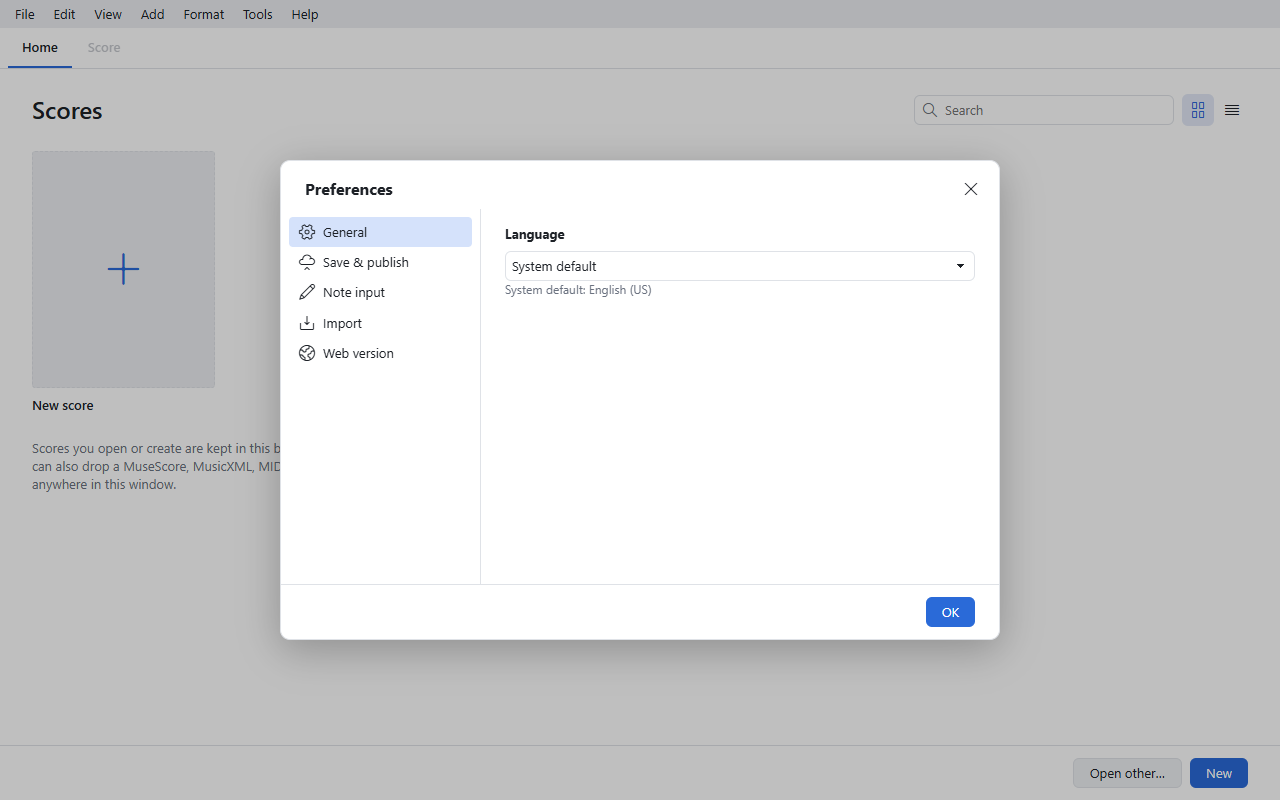 File Edit View Add Format Tools Help
Home Score
Scores
Search
Preferences
General
Save & publish
Note input
Import
Web version
Language
System default
System default: English (US)
New score
Scores you open or create are kept in this
can also drop a MuseScore, MusicXML,
anywhere in this window.
OK
Open other...
New